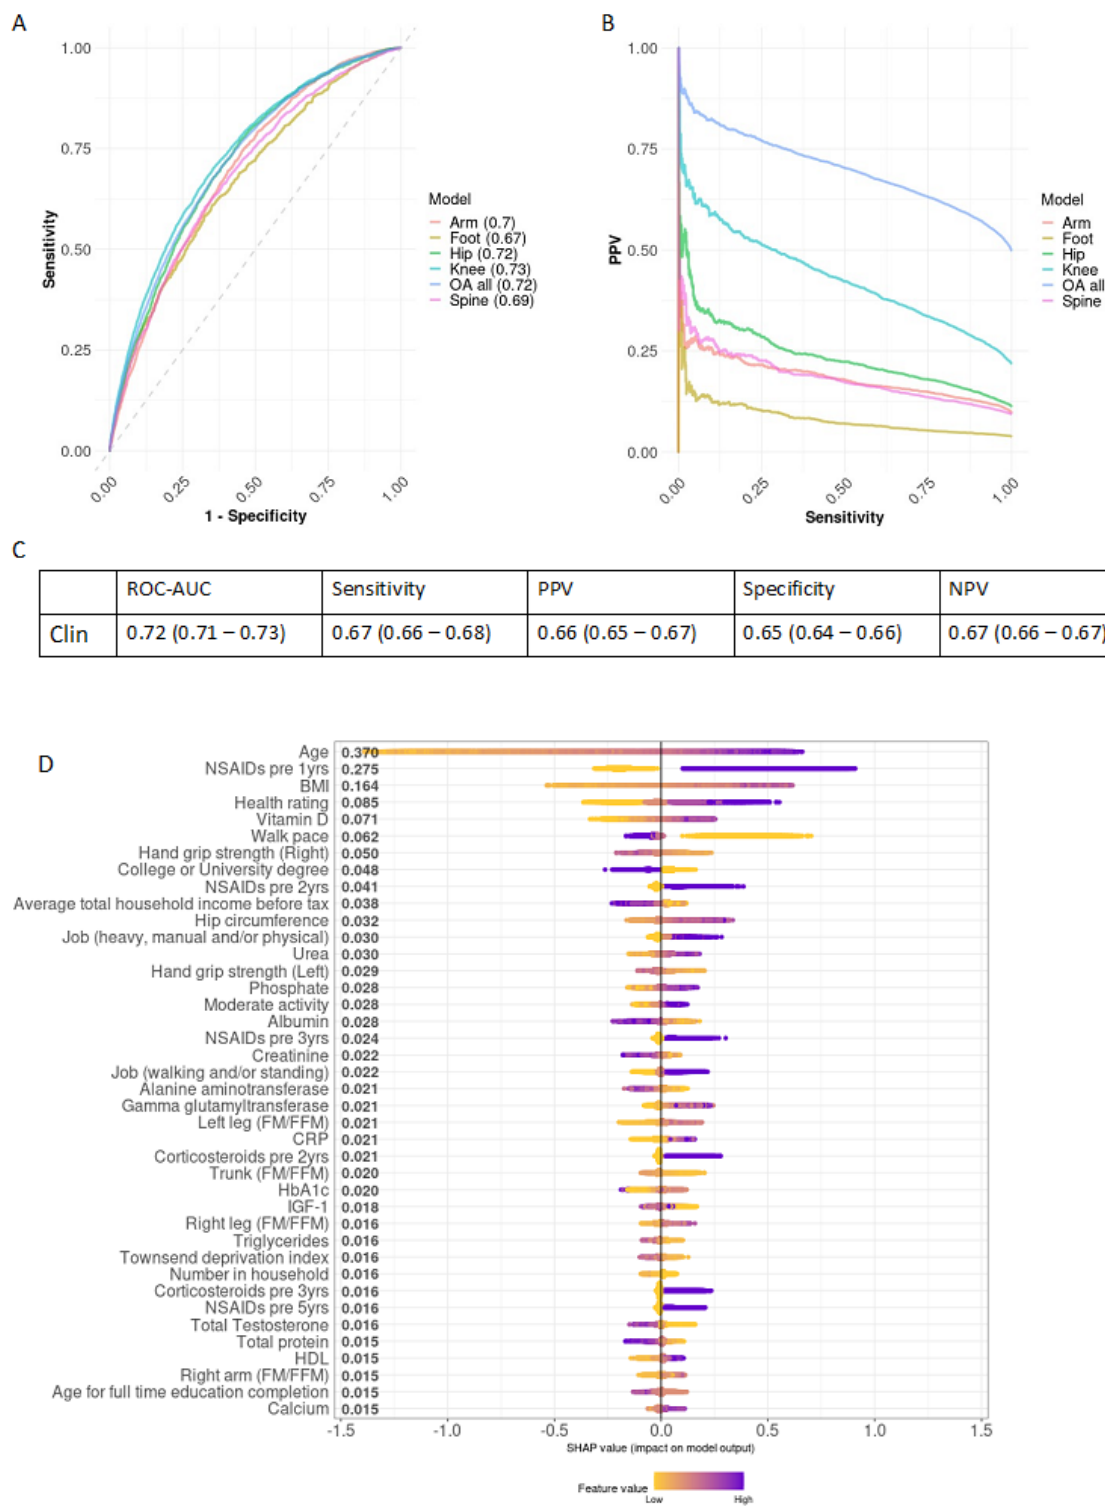 A
B
1.00
0.75
0.50
0.25
0.00
Sensitivity
0.00
0.25
0.50
0.75
1.00
1 - Specificity
Model
Arm (0.7)
Foot (0.67)
Hip (0.72)
Knee (0.73)
OA all (0.72)
Spine (0.69)
1.00
0.75
0.50
0.25
0.00
PPV
0.00
0.25
0.50
0.75
1.00
Sensitivity
Model
Arm
Foot
Hip
Knee
OA all
Spine
C
ROC-AUC Sensitivity PPV Specificity NPV
Clin 0.72 (0.71 – 0.73) 0.67 (0.66 – 0.68) 0.66 (0.65 – 0.67) 0.65 (0.64 – 0.66) 0.67 (0.66 – 0.67)
D
Age 0.370
NSAIDs pre 1yrs 0.275
BMI 0.164
Health rating 0.085
Vitamin D 0.071
Walk pace 0.062
Hand grip strength (Right) 0.050
College or University degree 0.048
NSAIDs pre 2yrs 0.041
Average total household income before tax 0.038
Hip circumference 0.032
Job (heavy, manual and/or physical) 0.030
Urea 0.030
Hand grip strength (Left) 0.029
Phosphate 0.028
Moderate activity 0.028
Albumin 0.028
NSAIDs pre 3yrs 0.024
Creatinine 0.022
Job (walking and/or standing) 0.022
Alanine aminotransferase 0.021
Gamma glutamyltransferase 0.021
Left leg (FM/FFM) 0.021
CRP 0.021
Corticosteroids pre 2yrs 0.021
Trunk (FM/FFM) 0.020
HbA1c 0.020
IGF-1 0.018
Right leg (FM/FFM) 0.016
Triglycerides 0.016
Townsend deprivation index 0.016
Number in household 0.016
Corticosteroids pre 3yrs 0.016
NSAIDs pre 5yrs 0.016
Total Testosterone 0.016
Total protein 0.015
HDL 0.015
Right arm (FM/FFM) 0.015
Age for full time education completion 0.015
Calcium 0.015
-1.5 -1.0 -0.5 0.0 0.5 1.0 1.5
SHAP value (impact on model output)
Feature value
Low High